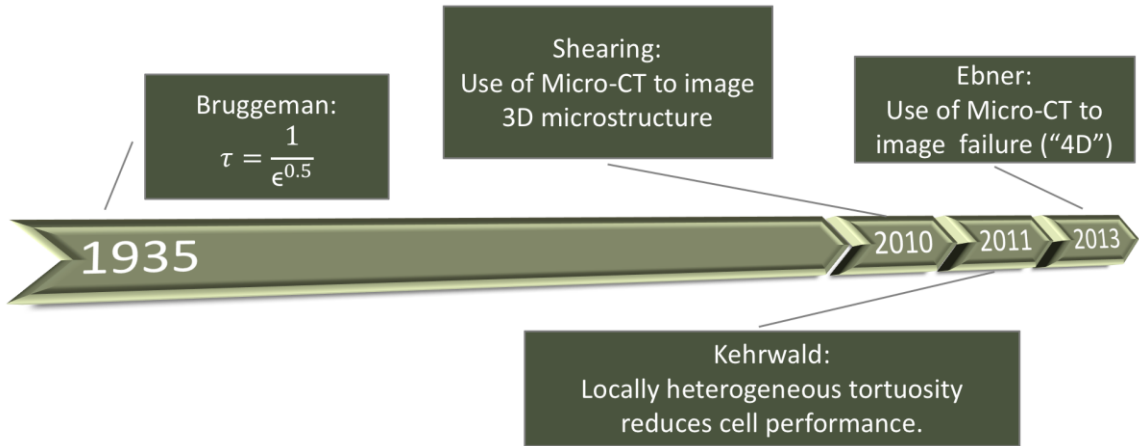 Bruggeman:
τ = 1/ϵ^0.5
Shearing:
Use of Micro-CT to image
3D microstructure
Ebner:
Use of Micro-CT to
image failure (“4D”)
1935
2010
2011
2013
Kehrwald:
Locally heterogeneous tortuosity
reduces cell performance.